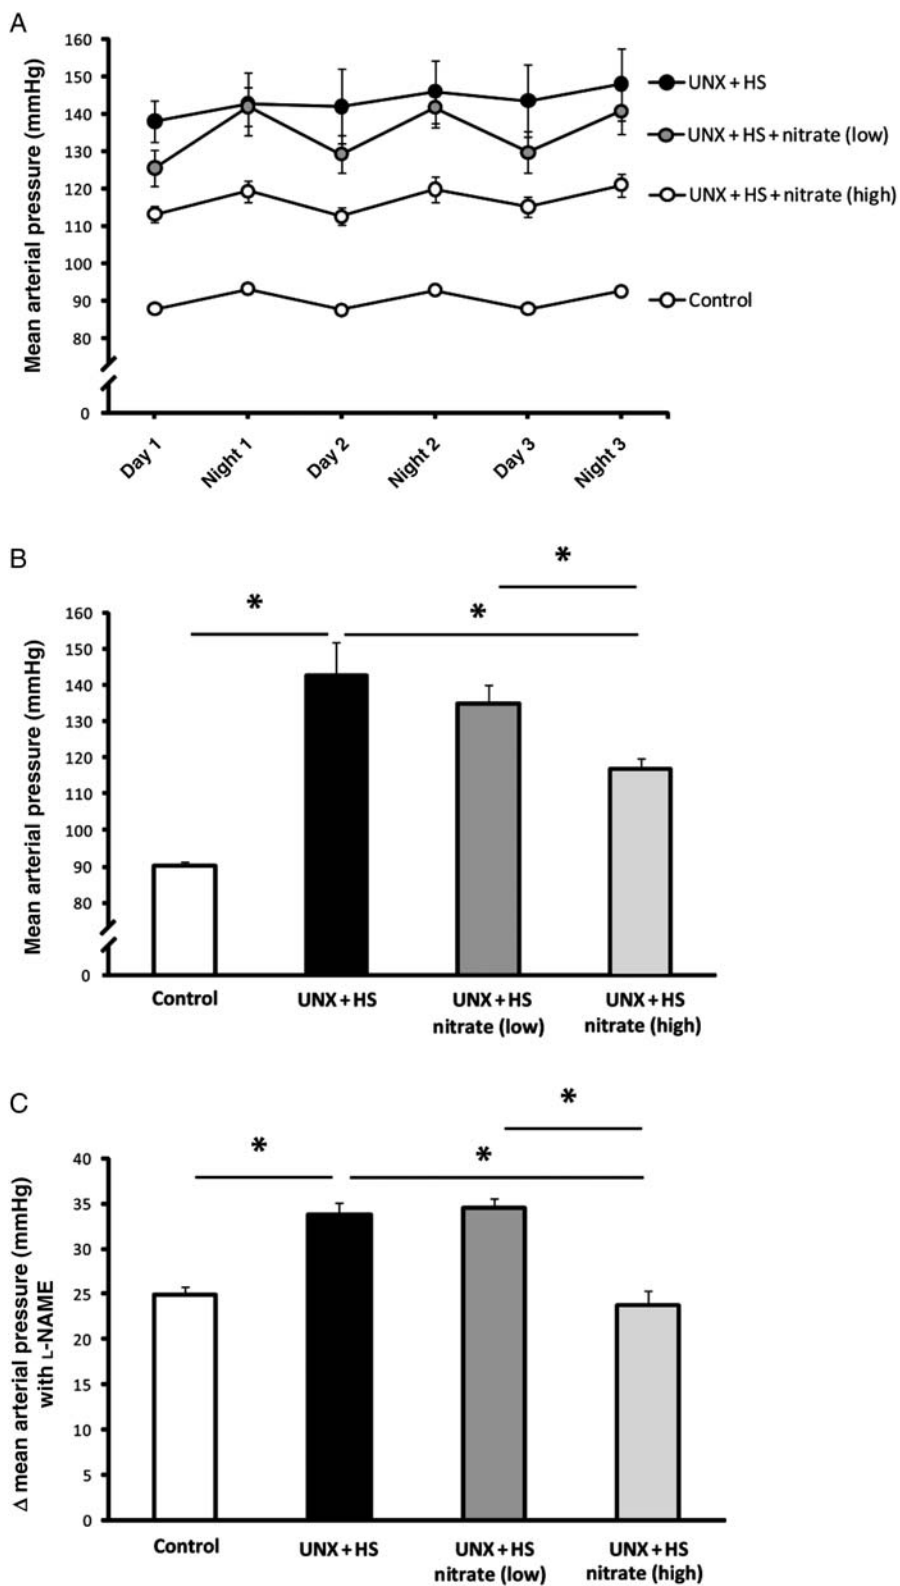 A
Mean arterial pressure (mmHg)
160
150
140
130
120
110
100
90
80
0
Day 1
Night 1
Day 2
Night 2
Day 3
Night 3
UNX + HS
UNX + HS + nitrate (low)
UNX + HS + nitrate (high)
Control
B
Mean arterial pressure (mmHg)
160
150
140
130
120
110
100
90
80
0
*
*
*
Control
UNX + HS
UNX + HS
nitrate (low)
UNX + HS
nitrate (high)
C
Δ mean arterial pressure (mmHg)
with L-NAME
40
35
30
25
20
15
10
5
0
*
*
*
Control
UNX + HS
UNX + HS
nitrate (low)
UNX + HS
nitrate (high)